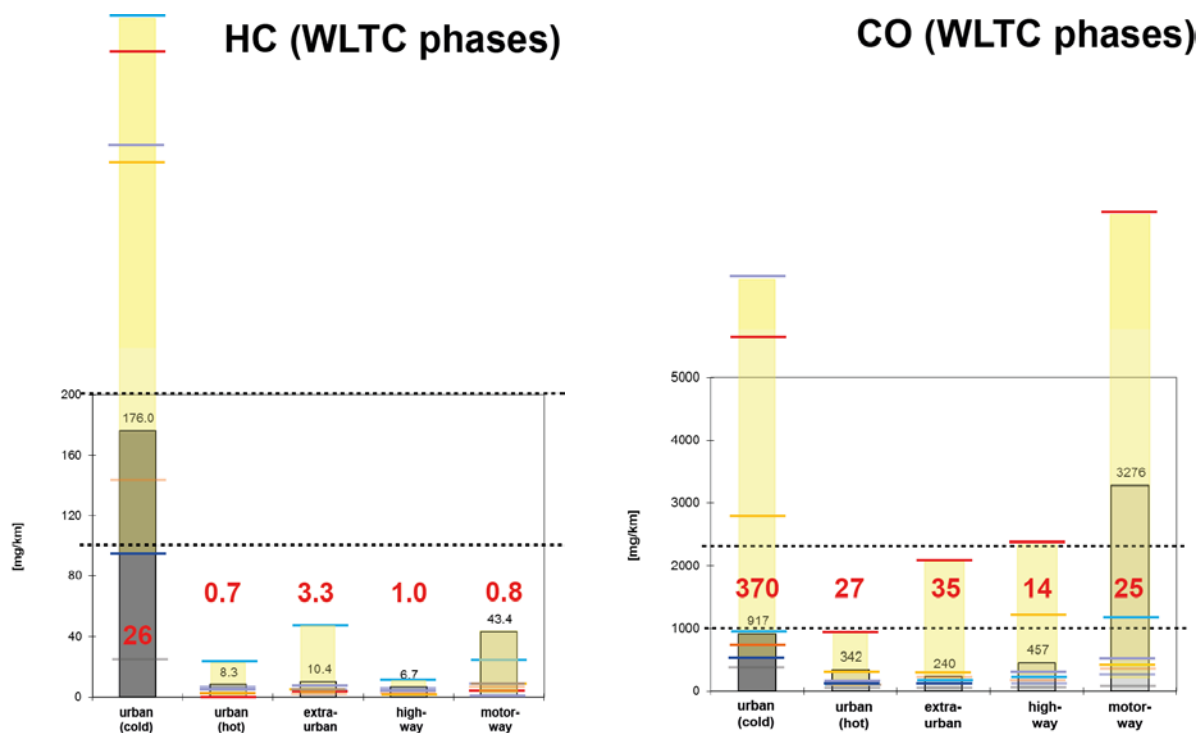 HC (WLTC phases)
CO (WLTC phases)
[mg/km]
200
160
120
80
40
0
176.0
26
0.7
8.3
3.3
10.4
1.0
6.7
0.8
43.4
urban
(cold)
urban
(hot)
extra-
urban
high-
way
motor-
way
[mg/km]
5000
4000
3000
2000
1000
0
370
917
27
342
35
240
14
457
3276
25
urban
(cold)
urban
(hot)
extra-
urban
high-
way
motor-
way